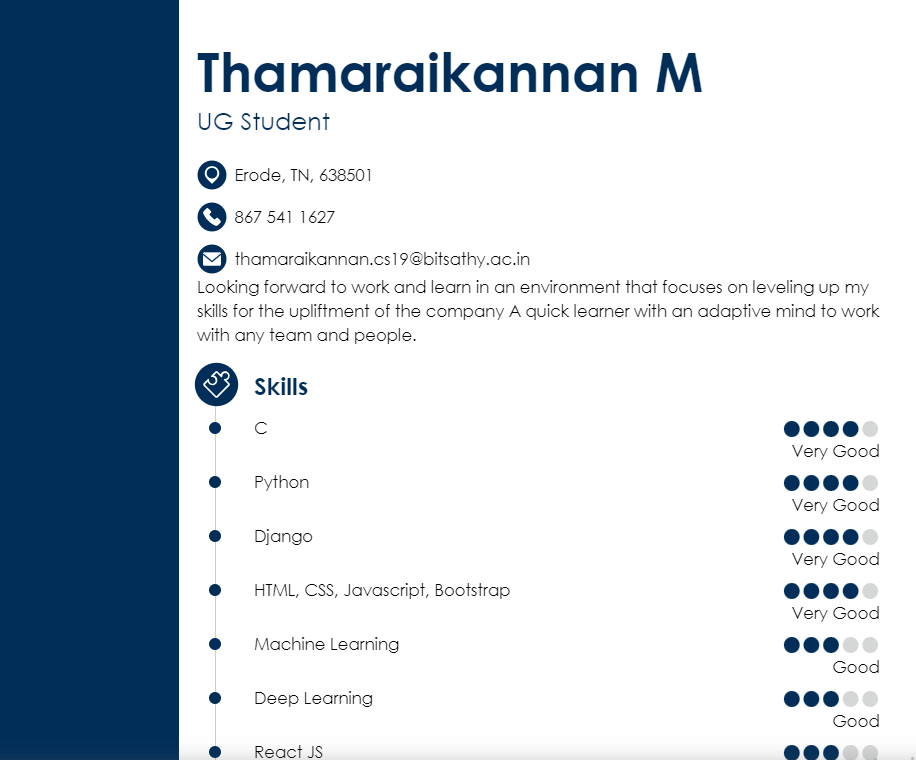 Thamaraikannan M
UG Student
Erode, TN, 638501
867 541 1627
thamaraikannan.cs19@bitsathy.ac.in
Looking forward to work and learn in an environment that focuses on leveling up my
skills for the upliftment of the company A quick learner with an adaptive mind to work
with any team and people.
Skills
C
Very Good
Python
Very Good
Django
Very Good
HTML, CSS, Javascript, Bootstrap
Very Good
Machine Learning
Good
Deep Learning
Good
React JS